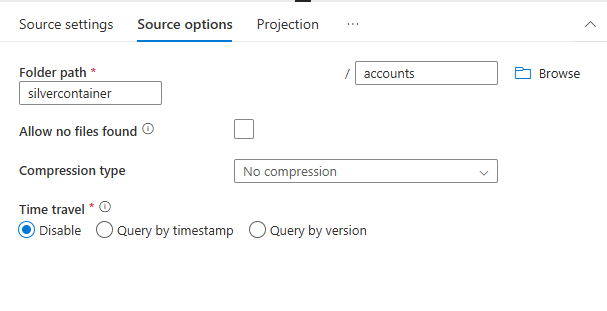 Source settings Source options Projection ...
Folder path * / accounts Browse
silvercontainer
Allow no files found
Compression type No compression
Time travel *
Disable Query by timestamp Query by version